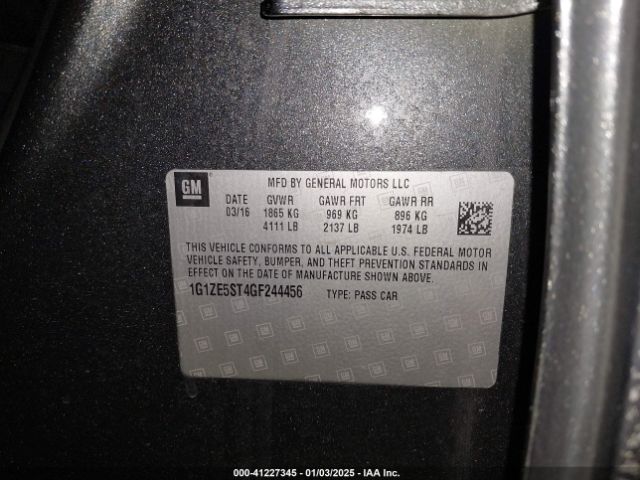 GM
MFD BY GENERAL MOTORS LLC
DATE GVWR GAWR FRT GAWR RR
03/16 1865 KG 969 KG 896 KG
4111 LB 2137 LB 1974 LB
THIS VEHICLE CONFORMS TO ALL APPLICABLE U.S. FEDERAL MOTOR
VEHICLE SAFETY, BUMPER, AND THEFT PREVENTION STANDARDS IN
EFFECT ON THE DATE OF MANUFACTURE SHOWN ABOVE.
1G1ZE5ST4GF244456 TYPE: PASS CAR
000-41227345 - 01/03/2025 - IAA Inc.